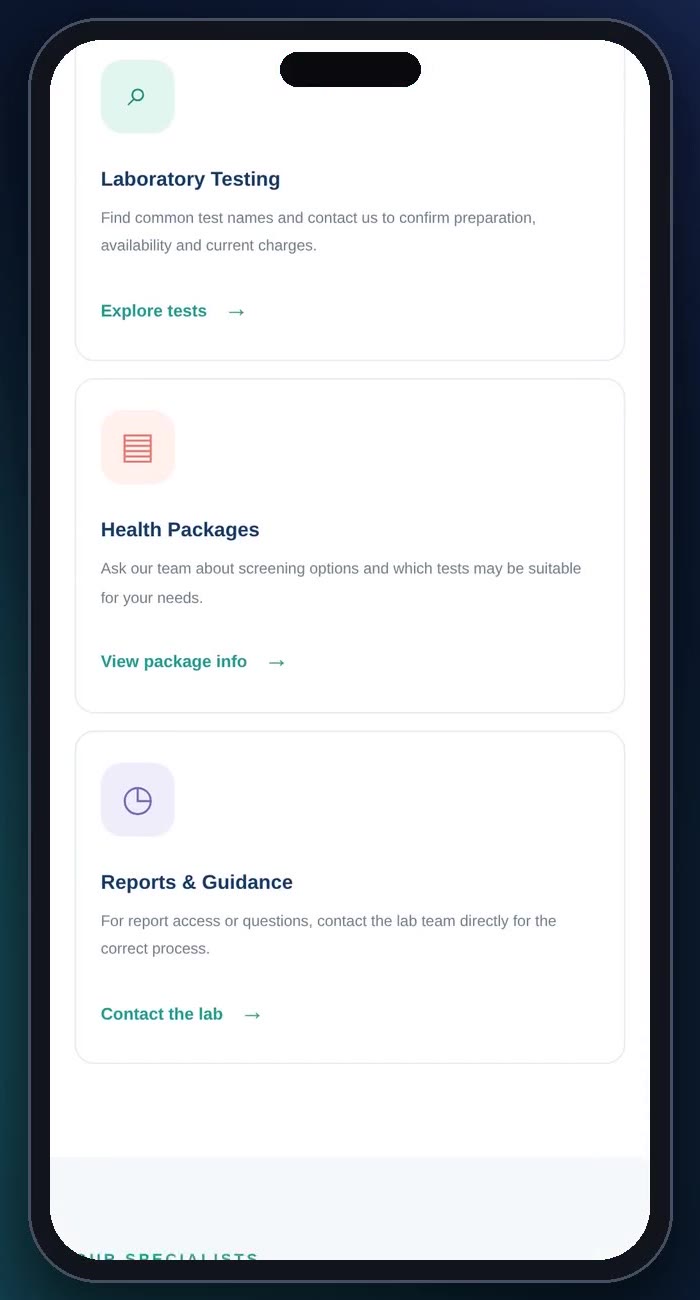 Laboratory Testing
Find common test names and contact us to confirm preparation,
availability and current charges.
Explore tests →
Health Packages
Ask our team about screening options and which tests may be suitable
for your needs.
View package info →
Reports & Guidance
For report access or questions, contact the lab team directly for the
correct process.
Contact the lab →
OUR SPECIALISTS